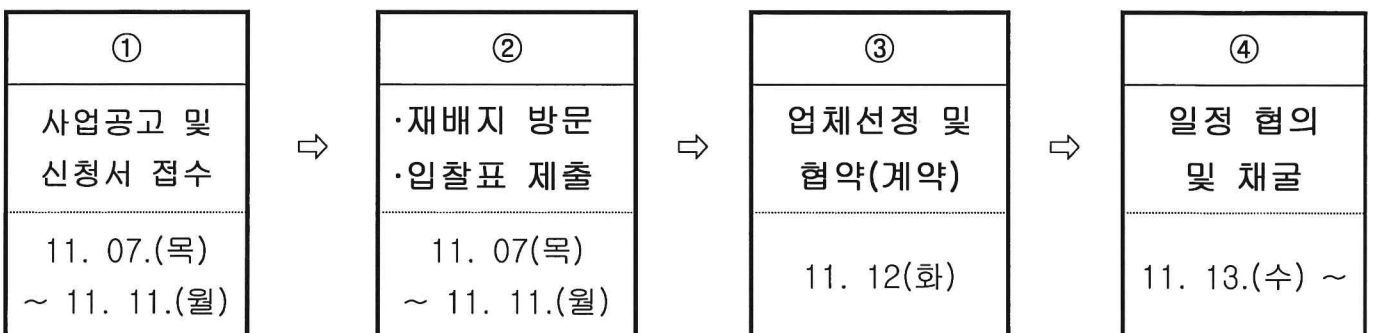 ①
사업공고 및
신청서 접수
11. 07.(목)
~ 11. 11.(월)
⇨
②
·재배지 방문
·입찰표 제출
11. 07(목)
~ 11. 11.(월)
⇨
③
업체선정 및
협약(계약)
11. 12(화)
⇨
④
일정 협의
및 채굴
11. 13.(수) ~